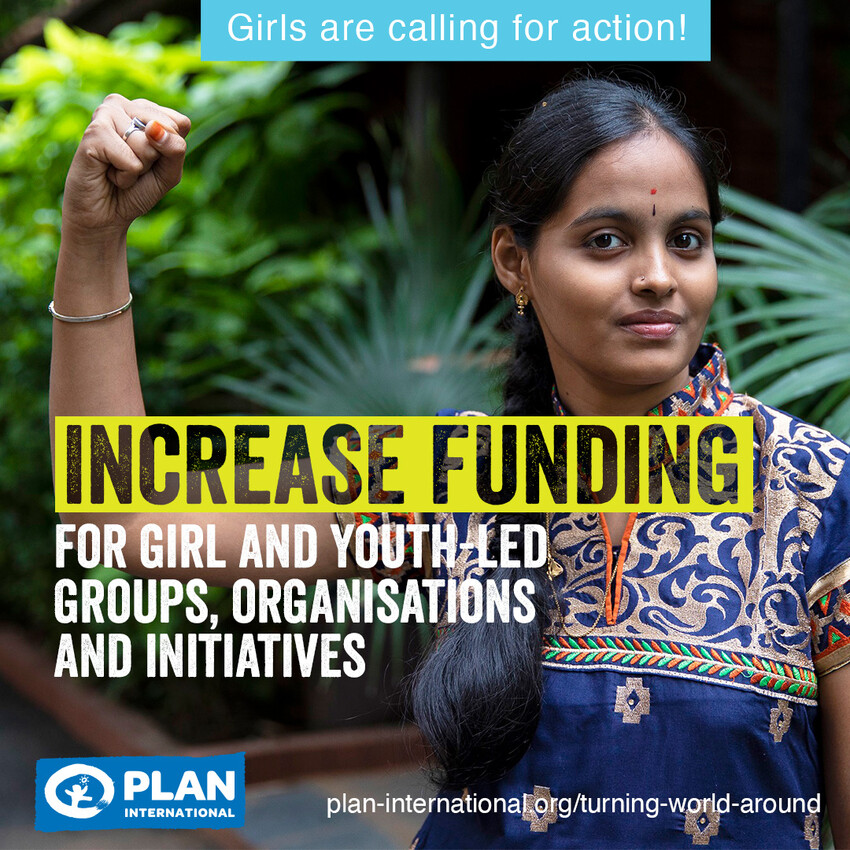 Girls are calling for action!
INCREASE FUNDING
FOR GIRL AND YOUTH-LED
GROUPS, ORGANISATIONS
AND INITIATIVES
PLAN
INTERNATIONAL
plan-international.org/turning-world-around